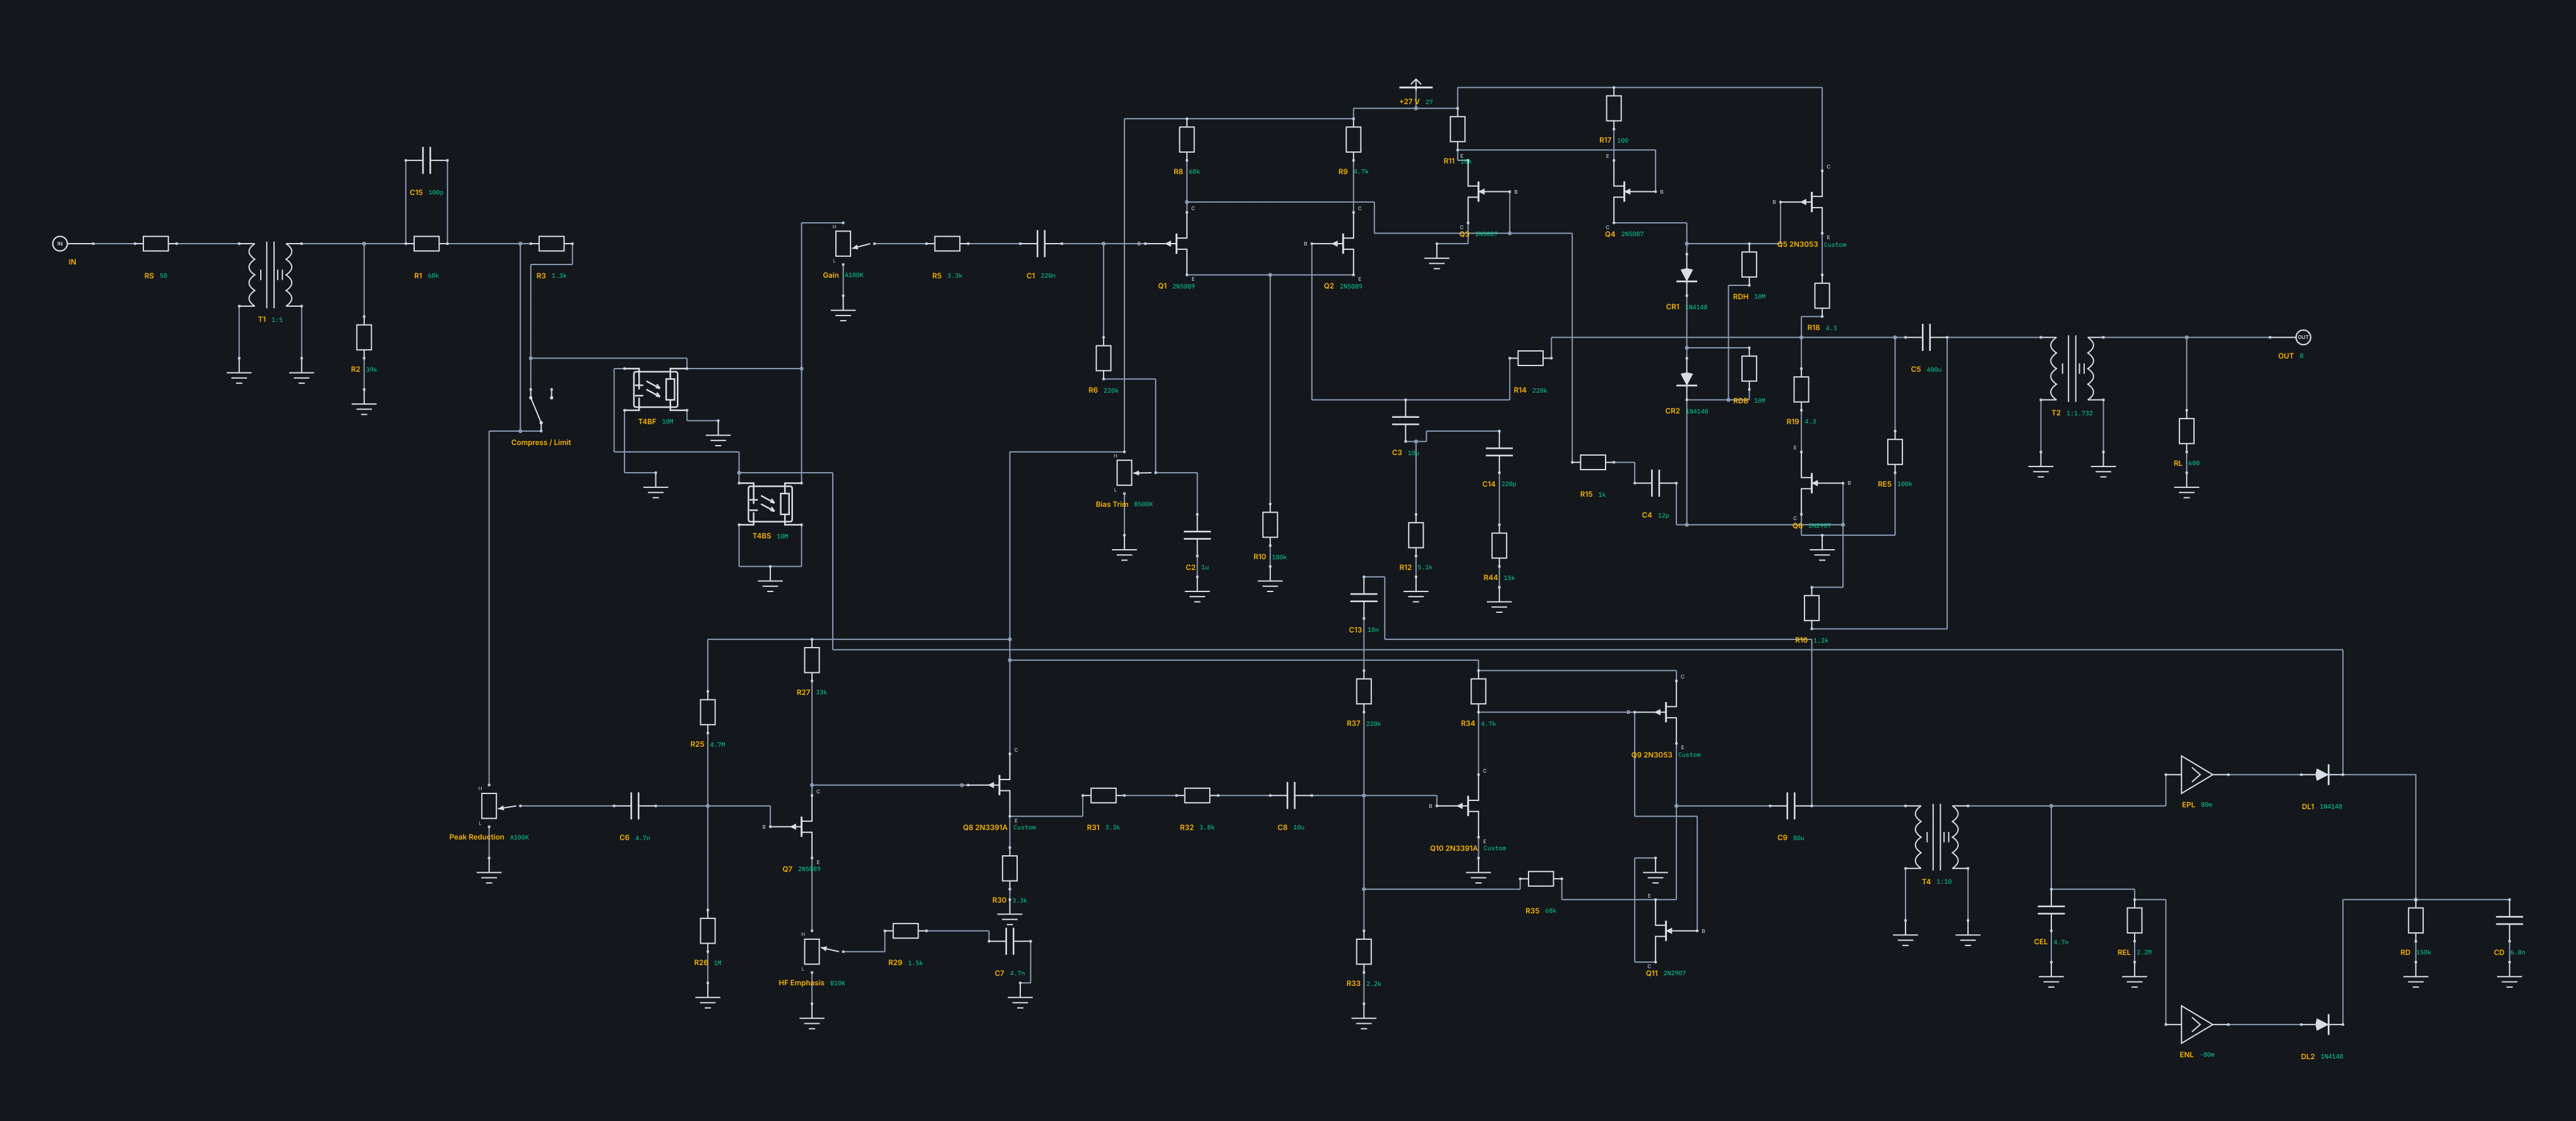 +27 V 27
R17 100
R11
C15 100p
R8 68k
R9 4.7k
IN
IN
RS 50
T1 1:5
R1 68k
R3 1.3k
Gain A100K
R5 3.3k
C1 220n
Q1 2N5089
Q2 2N5089
Q3 2N5087
Q4 2N5087
Q5 2N3053 Custom
CR1 1N4148
RDH 10M
R18 4.3
R2 39k
R6 220k
R14 220k
C5 400u
OUT
OUT 0
CR2 1N4148
RDB 10M
R19 4.3
T2 1:1.732
T4BF 10M
Compress / Limit
C3 10u
C14 220p
R15 1k
RE5 100k
RL 600
Bias Trim B500K
C4 12p
Q6 2N2907
T4BS 10M
R10 180k
C2 1u
R12 5.1k
R44 15k
C13 10n
R16 1.2k
R27 33k
R25 4.7M
R37 220k
R34 4.7k
Q9 2N3053 Custom
Peak Reduction A100K
C6 4.7n
Q8 2N3391A Custom
R31 3.3k
R32 1.8k
C8 10u
Q10 2N3391A Custom
C9 80u
EPL 80m
DL1 1N4148
Q7 2N5089
R30 3.3k
R35 68k
T4 1:10
R26 1M
HF Emphasis B10K
R29 1.5k
C7 4.7n
R33 2.2k
Q11 2N2907
CEL 4.7n
REL 2.2M
RD 150k
CD 6.8n
ENL -80m
DL2 1N4148